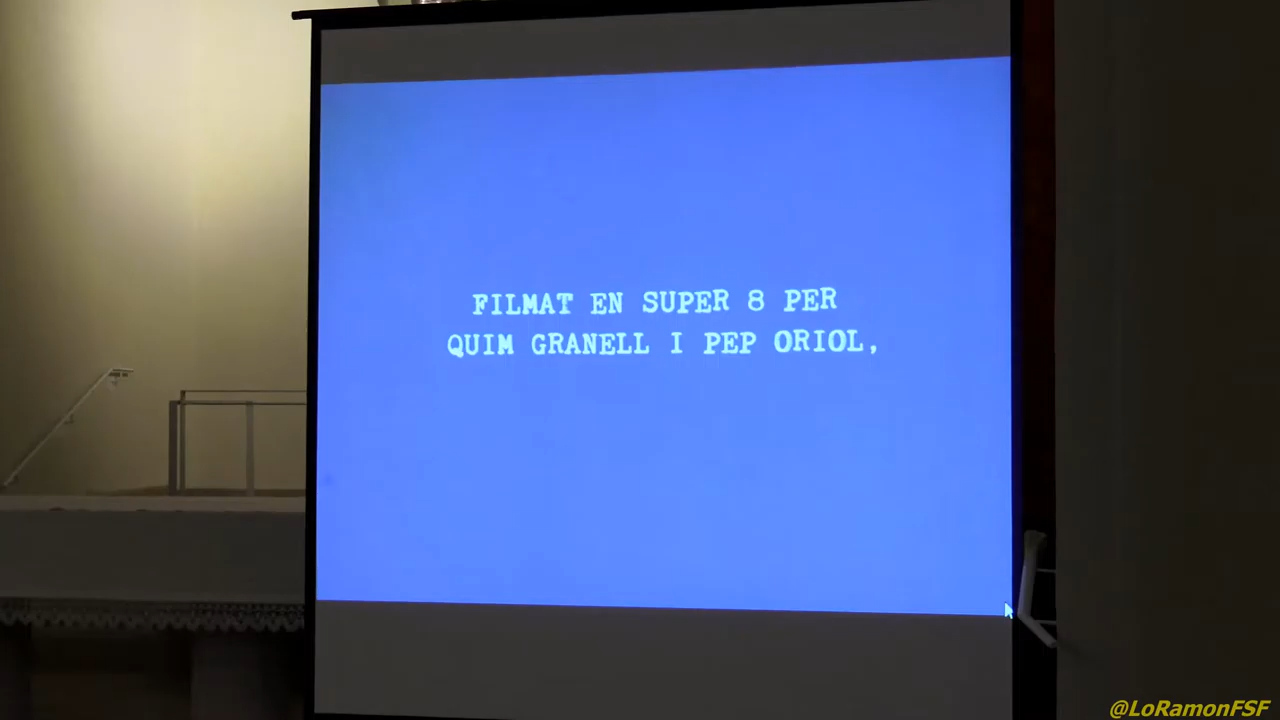 FILMAT EN SUPER 8 PER
QUIM GRANELL I PEP ORIOL,
@LoRamonFSF